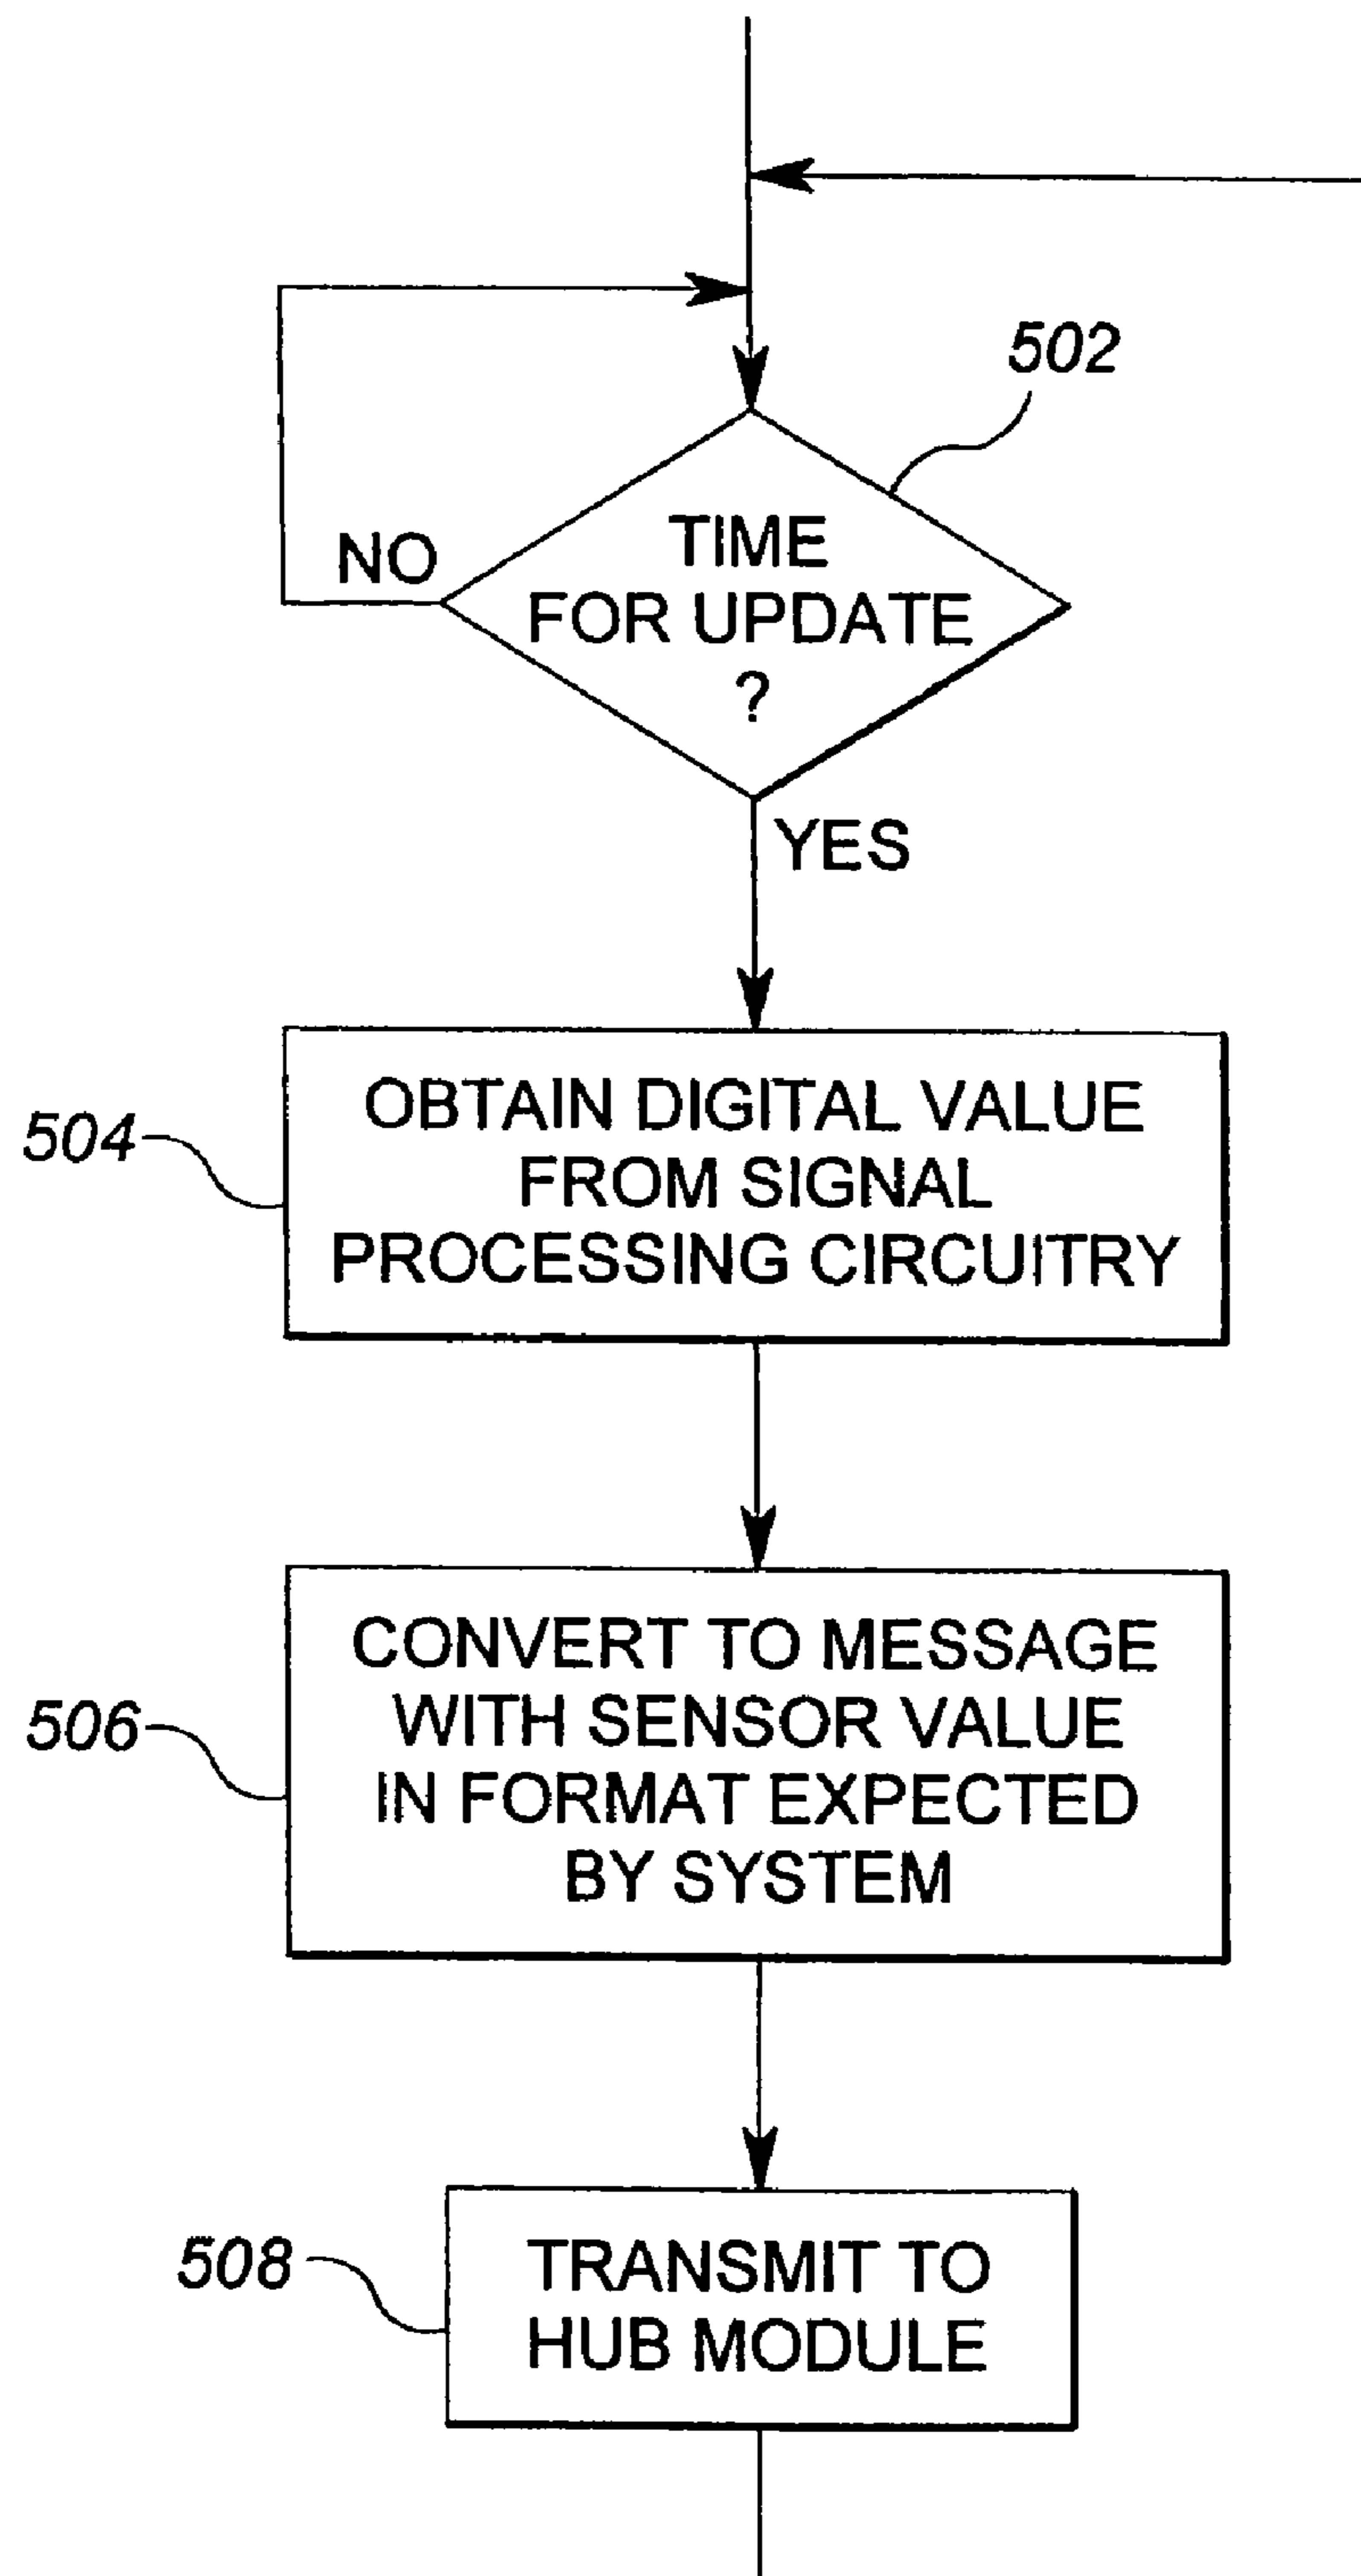 502
TIME
FOR UPDATE
?
NO
YES
504
OBTAIN DIGITAL VALUE
FROM SIGNAL
PROCESSING CIRCUITRY
506
CONVERT TO MESSAGE
WITH SENSOR VALUE
IN FORMAT EXPECTED
BY SYSTEM
508
TRANSMIT TO
HUB MODULE